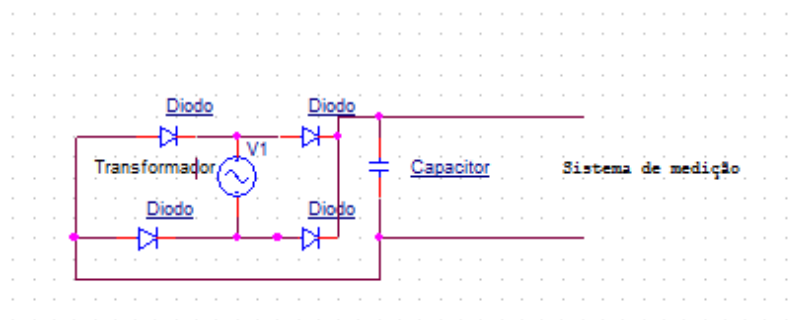 Diodo Diodo
V1
Transformador Capacitor Sistema de medição
Diodo Diodo